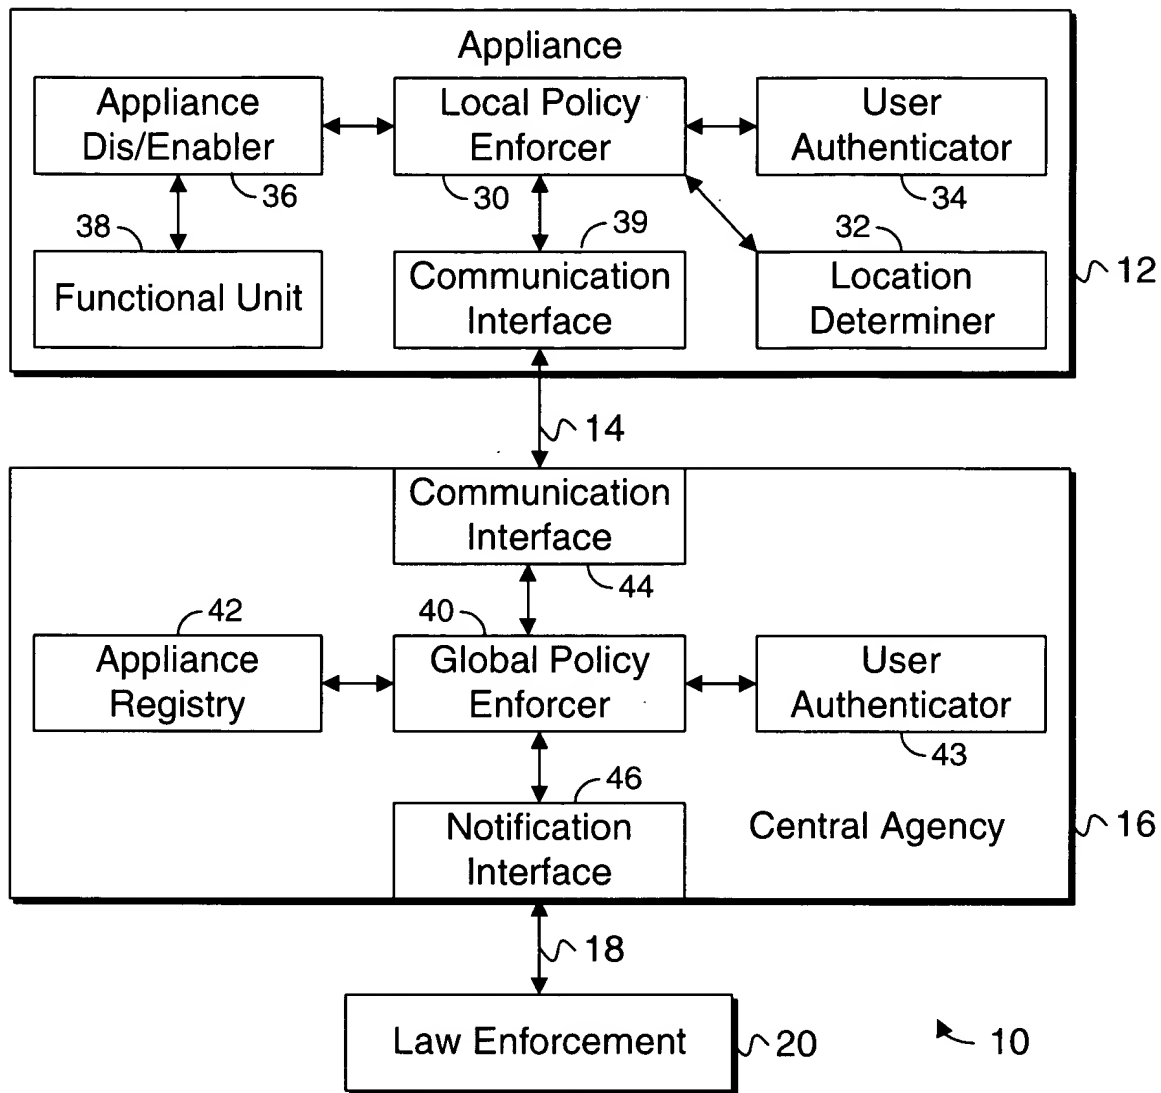 Appliance
Appliance
Dis/Enabler
Local Policy
Enforcer
User
Authenticator
36
30
34
38
39
32
Functional Unit
Communication
Interface
Location
Determiner
12
14
Communication
Interface
44
42
40
Appliance
Registry
Global Policy
Enforcer
User
Authenticator
43
46
Notification
Interface
Central Agency
16
18
Law Enforcement
20
10